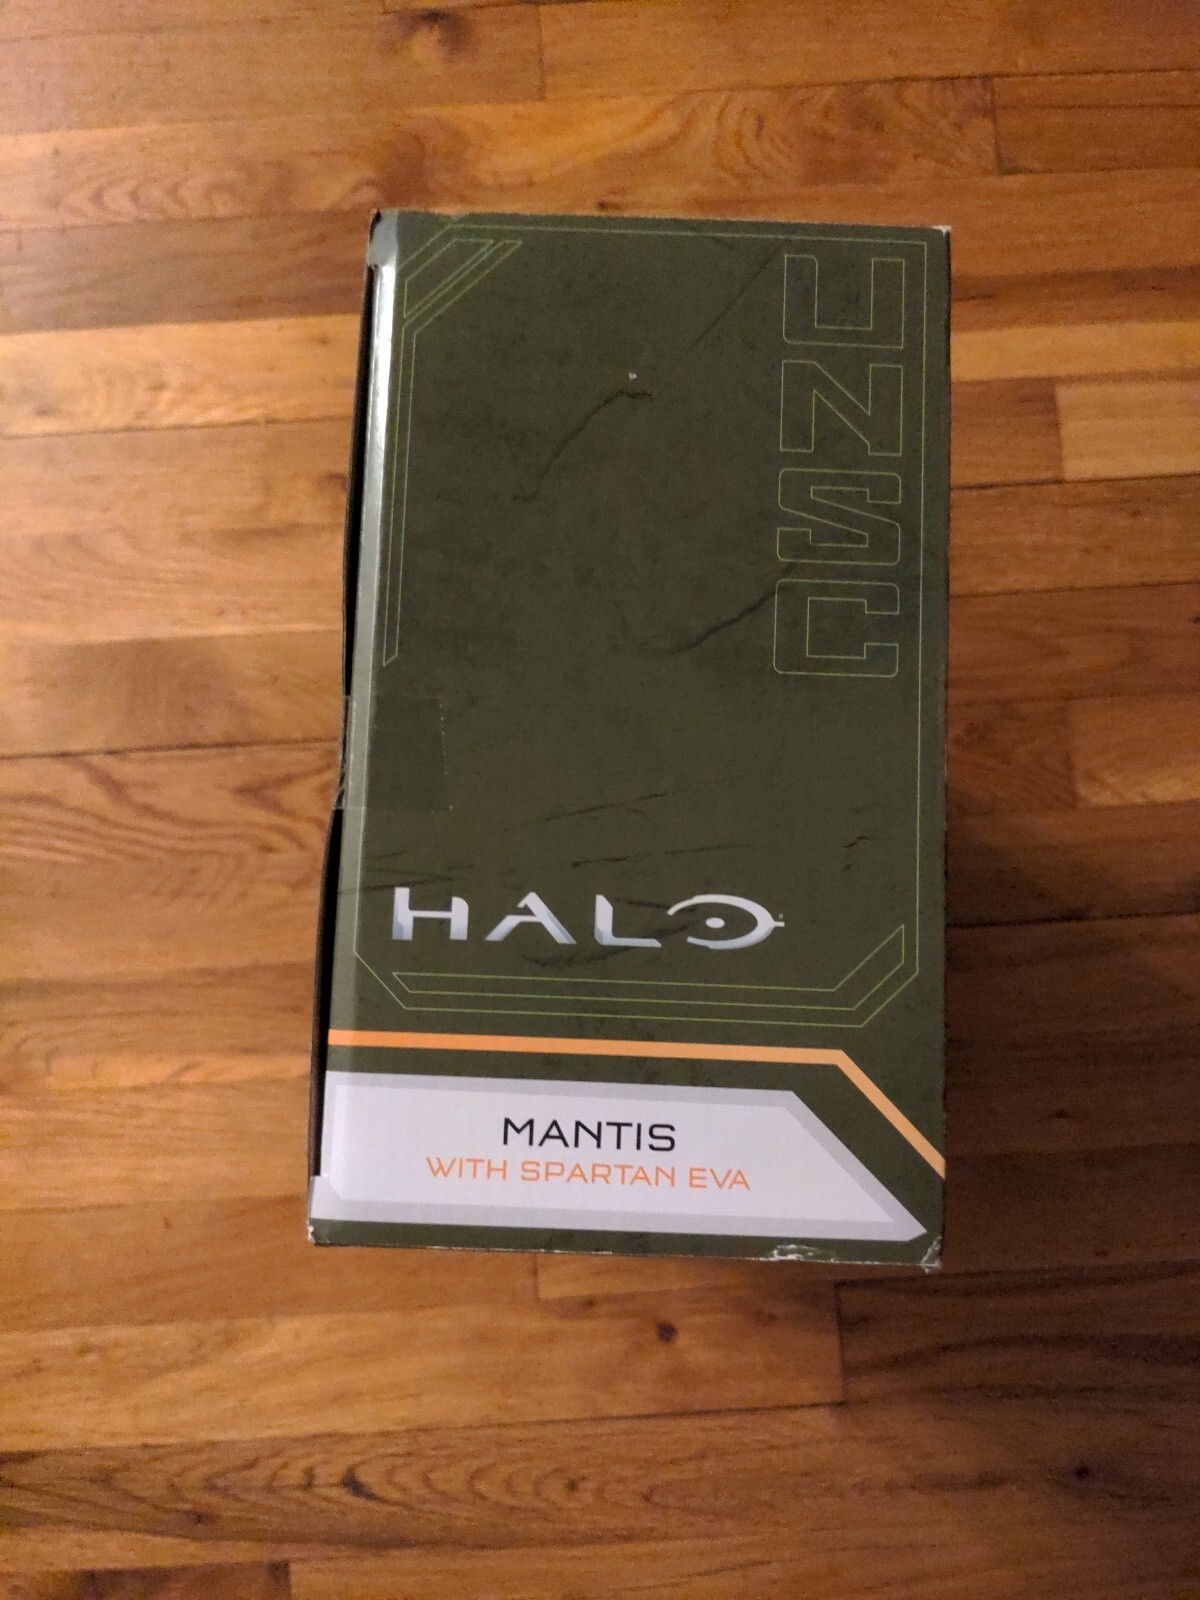 UNSC
HALO
MANTIS
WITH SPARTAN EVA